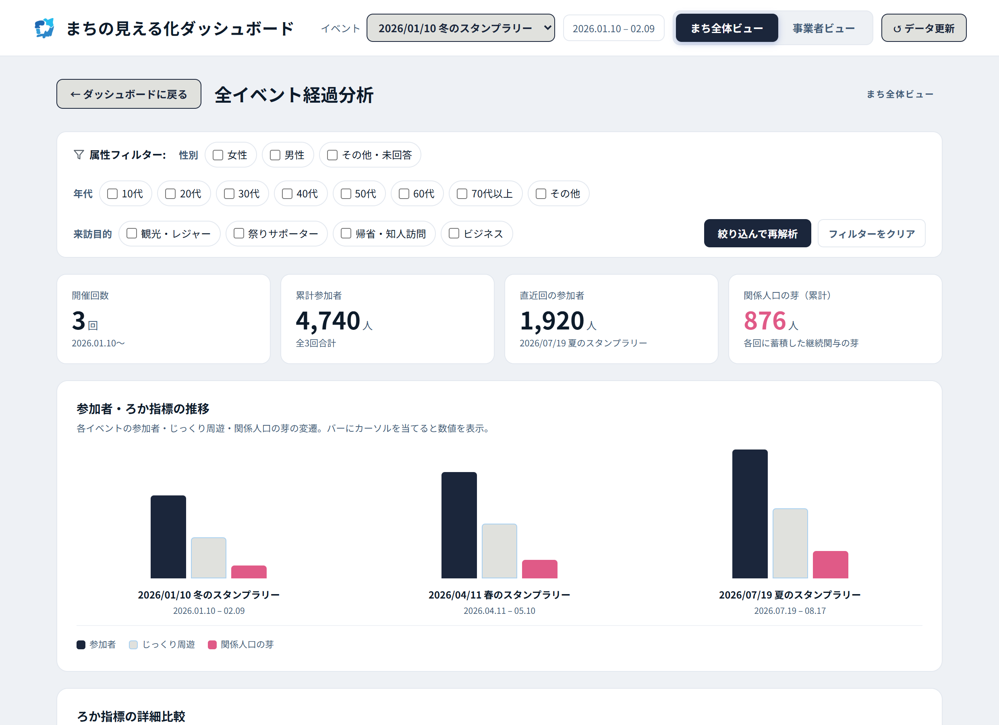 まちの見える化ダッシュボード
イベント 2026/01/10 冬のスタンプラリー 2026.01.10 – 02.09 まち全体ビュー 事業者ビュー ↺ データ更新
← ダッシュボードに戻る 全イベント経過分析 まち全体ビュー
属性フィルター: 性別 女性 男性 その他・未回答
年代 10代 20代 30代 40代 50代 60代 70代以上 その他
来訪目的 観光・レジャー 祭りサポーター 帰省・知人訪問 ビジネス 絞り込んで再解析 フィルターをクリア
開催回数
3 回
2026.01.10〜
累計参加者
4,740 人
全3回合計
直近回の参加者
1,920 人
2026/07/19 夏のスタンプラリー
関係人口の芽（累計）
876 人
各回に蓄積した継続関与の芽
参加者・ろか指標の推移
各イベントの参加者・じっくり周遊・関係人口の芽の変遷。バーにカーソルを当てると数値を表示。
2026/01/10 冬のスタンプラリー
2026.01.10 – 02.09
2026/04/11 春のスタンプラリー
2026.04.11 – 05.10
2026/07/19 夏のスタンプラリー
2026.07.19 – 08.17
参加者 じっくり周遊 関係人口の芽
ろか指標の詳細比較